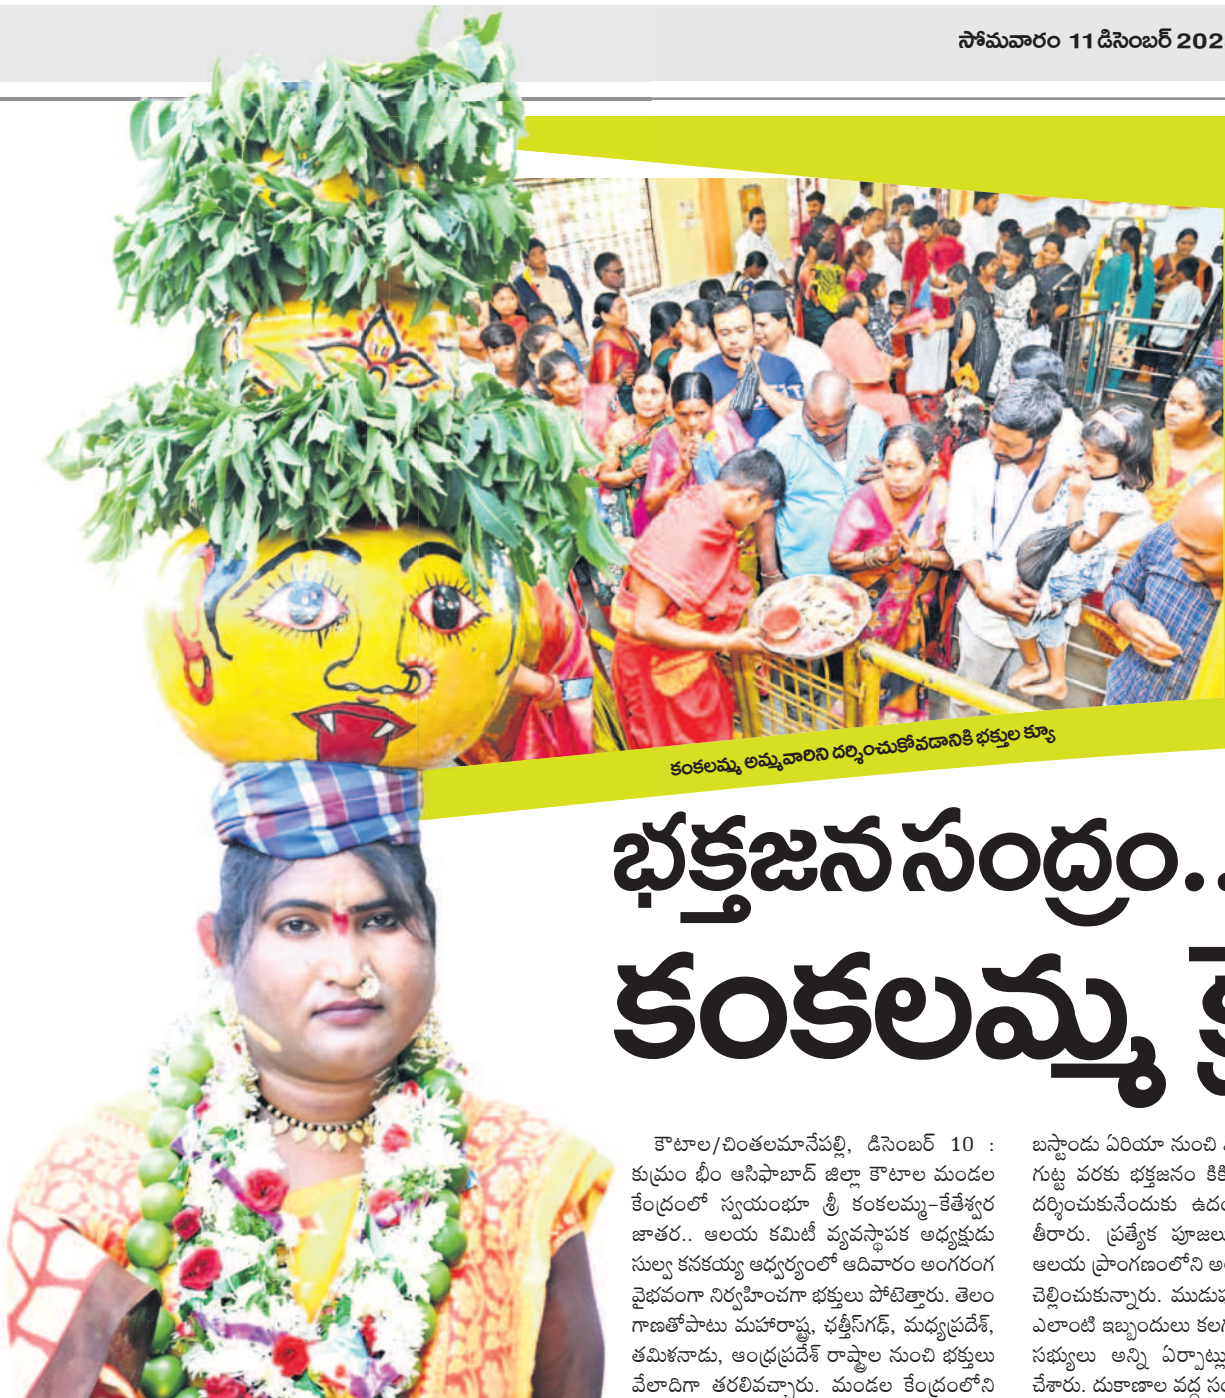 సోమవారం 11 డిసెంబర్ 202
కంకలమ్మ అమ్మవారిని దర్శించుకోవడానికి భక్తుల క్యూ
భక్తజన సంద్రం..
కంకలమ్మ
కౌటాల/చింతలమానేపల్లి, డిసెంబర్ 10 :
కుమ్రం భీం ఆసిఫాబాద్ జిల్లా కౌటాల మండల
కేంద్రంలో స్వయంభూ శ్రీ కంకలమ్మ-కేతేశ్వర
జాతర.. ఆలయ కమిటీ వ్యవస్థాపక అధ్యక్షుడు
సుల్వ కనకయ్య ఆధ్వర్యంలో ఆదివారం అంగరంగ
వైభవంగా నిర్వహించగా భక్తులు పోటెత్తారు. తెలం
గాణతోపాటు మహారాష్ట్ర, ఛత్తీస్‌గఢ్, మధ్యప్రదేశ్,
తమిళనాడు, ఆంధ్రప్రదేశ్ రాష్ట్రాల నుంచి భక్తులు
వేలాదిగా తరలివచ్చారు. మండల కేంద్రంలోని
బస్టాండు ఏరియా నుంచి
గుట్ట వరకు భక్తజనం
దర్శించుకునేందుకు
తీరారు. ప్రత్యేక పూజలు
ఆలయ ప్రాంగణంలోని
చెల్లించుకున్నారు.
ఎలాంటి ఇబ్బందులు
సభ్యులు అన్ని ఏర్పాట్లు
చేశారు. దుకాణాల వద్ద